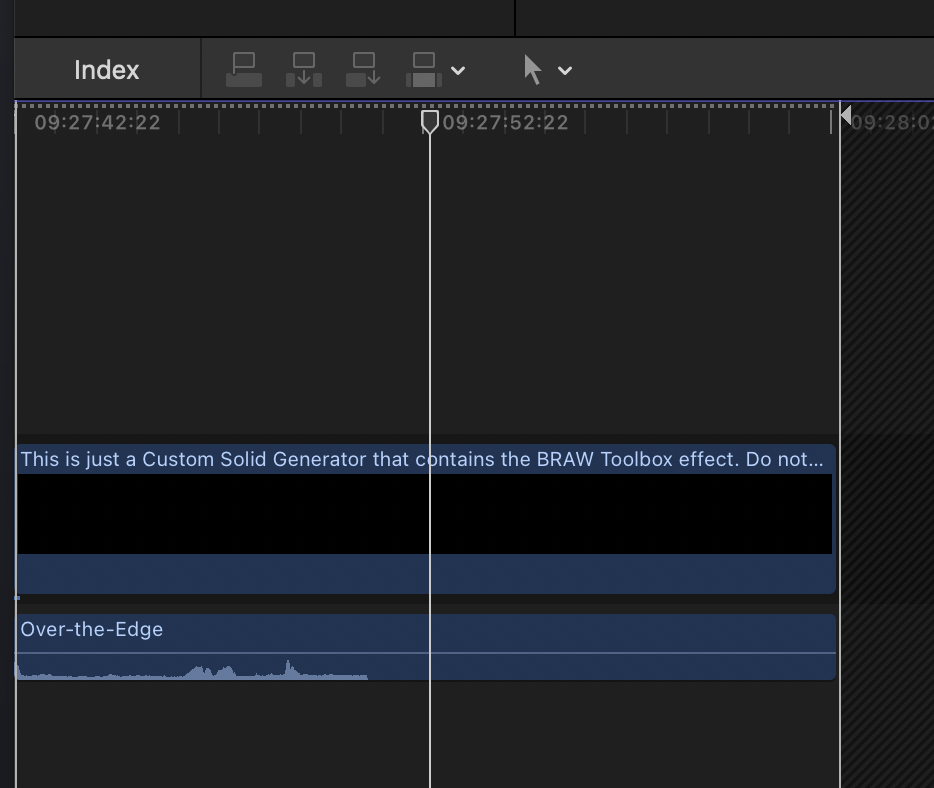 Index
09:27:42:22
09:27:52:22
09:28:0
This is just a Custom Solid Generator that contains the BRAW Toolbox effect. Do not...
Over-the-Edge